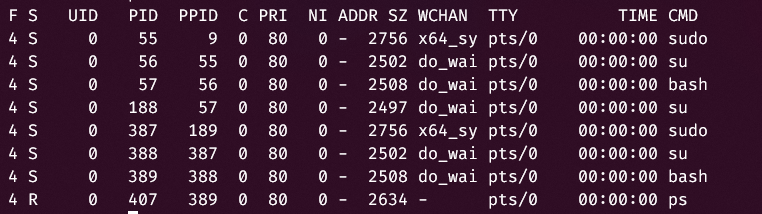 F S   UID   PID  PPID  C PRI  NI ADDR SZ WCHAN  TTY          TIME CMD
4 S     0    55     9  0  80   0 -  2756 x64_sy pts/0    00:00:00 sudo
4 S     0    56    55  0  80   0 -  2502 do_wai pts/0    00:00:00 su
4 S     0    57    56  0  80   0 -  2508 do_wai pts/0    00:00:00 bash
4 S     0   188    57  0  80   0 -  2497 do_wai pts/0    00:00:00 su
4 S     0   387   189  0  80   0 -  2756 x64_sy pts/0    00:00:00 sudo
4 S     0   388   387  0  80   0 -  2502 do_wai pts/0    00:00:00 su
4 S     0   389   388  0  80   0 -  2508 do_wai pts/0    00:00:00 bash
4 R     0   407   389  0  80   0 -  2634 -      pts/0    00:00:00 ps